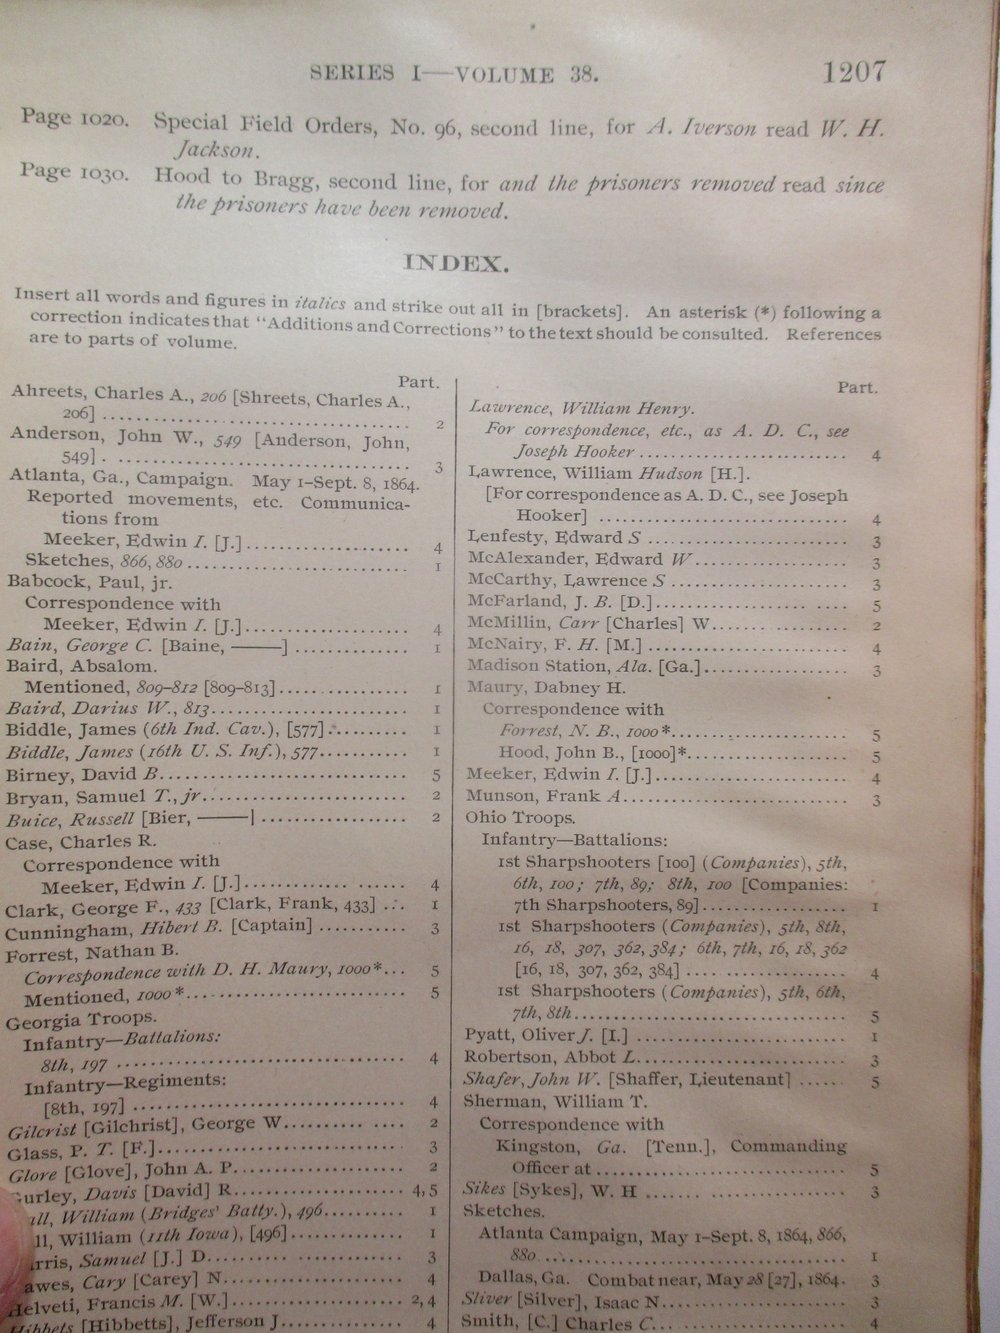 SERIES I—VOLUME 38. 1207
Page 1020. Special Field Orders, No. 96, second line, for A. Iverson read W. H.
Jackson.
Page 1030. Hood to Bragg, second line, for and the prisoners removed read since
the prisoners have been removed.
INDEX.
Insert all words and figures in italics and strike out all in [brackets]. An asterisk (*) following a
correction indicates that "Additions and Corrections" to the text should be consulted. References
are to parts of volume.
Part.
Ahreets, Charles A., 206 [Shreets, Charles A.,
206] .................................... 2
Anderson, John W., 549 [Anderson, John,
549] . .................................... 3
Atlanta, Ga., Campaign. May 1–Sept. 8, 1864.
Reported movements, etc. Communica-
tions from
Meeker, Edwin I. [J.].................... 4
Sketches, 866, 880........................... 1
Babcock, Paul, jr.
Correspondence with
Meeker, Edwin I. [J.].................... 4
Bain, George C. [Baine, ———] .............. 1
Baird, Absalom.
Mentioned, 809–812 [809–813]................ 1
Baird, Darius W., 813........................ 1
Biddle, James (6th Ind. Cav.), [577].......... 1
Biddle, James (16th U. S. Inf.), 577........... 1
Birney, David B.............................. 5
Bryan, Samuel T., jr......................... 2
Buice, Russell [Bier, ———] .................. 2
Case, Charles R.
Correspondence with
Meeker, Edwin I. [J.]............ ...... 4
Clark, George F., 433 [Clark, Frank, 433] ... 1
Cunningham, Hibert B. [Captain] ........... 3
Forrest, Nathan B.
Correspondence with D. H. Maury, 1000*... 5
Mentioned, 1000*........................... 5
Georgia Troops.
Infantry—Battalions:
8th, 197 .................................. 4
Infantry—Regiments:
[8th, 197] ................................ 4
Gilcrist [Gilchrist], George W.......... .... 2
Glass, P. T. [F.]............................. 3
Glore [Glove], John A. P..................... 2
Gurley, Davis [David] R..................... 4, 5
all, William (Bridges' Batty.), 496.......... 1
ll, William (11th Iowa), [496].............. 1
rris, Samuel [J.] D........................ 3
awes, Cary [Carey] N...................... 4
Helveti, Francis M. [W.]..................... 2, 4
Hibbets [Hibbetts], Jefferson J............... 4
Part.
Lawrence, William Henry.
For correspondence, etc., as A. D. C., see
Joseph Hooker ......................... 4
Lawrence, William Hudson [H.].
[For correspondence as A. D. C., see Joseph
Hooker] .............................. 4
Lenfesty, Edward S ........................ 3
McAlexander, Edward W.................... 3
McCarthy, Lawrence S ..................... 3
McFarland, J. B. [D.].................. .... 5
McMillin, Carr [Charles] W....... ......... 2
McNairy, F. H. [M.] ........................ 4
Madison Station, Ala. [Ga.]................. 3
Maury, Dabney H.
Correspondence with
Forrest, N. B., 1000*..................... 5
Hood, John B., [1000]*................... 5
Meeker, Edwin I. [J.]....................... 4
Munson, Frank A........................... 3
Ohio Troops.
Infantry—Battalions:
1st Sharpshooters [100] (Companies), 5th,
6th, 100; 7th, 89; 8th, 100 [Companies:
7th Sharpshooters, 89].................. 1
1st Sharpshooters (Companies), 5th, 8th,
16, 18, 307, 362, 384; 6th, 7th, 16, 18, 362
[16, 18, 307, 362, 384] .... .............. 4
1st Sharpshooters (Companies), 5th, 6th,
7th, 8th................................. 5
Pyatt, Oliver J. [I.] ......................... 1
Robertson, Abbot L......................... 3
Shafer, John W. [Shaffer, Lieutenant] ...... 5
Sherman, William T.
Correspondence with
Kingston, Ga. [Tenn.], Commanding
Officer at .............................. 5
Sikes [Sykes], W. H ........................ 3
Sketches.
Atlanta Campaign, May 1–Sept. 8, 1864, 866,
880..................................... 1
Dallas, Ga. Combat near, May 28 [27], 1864. 3
Sliver [Silver], Isaac N...................... 3
Smith, [C.] Charles C....................... 4